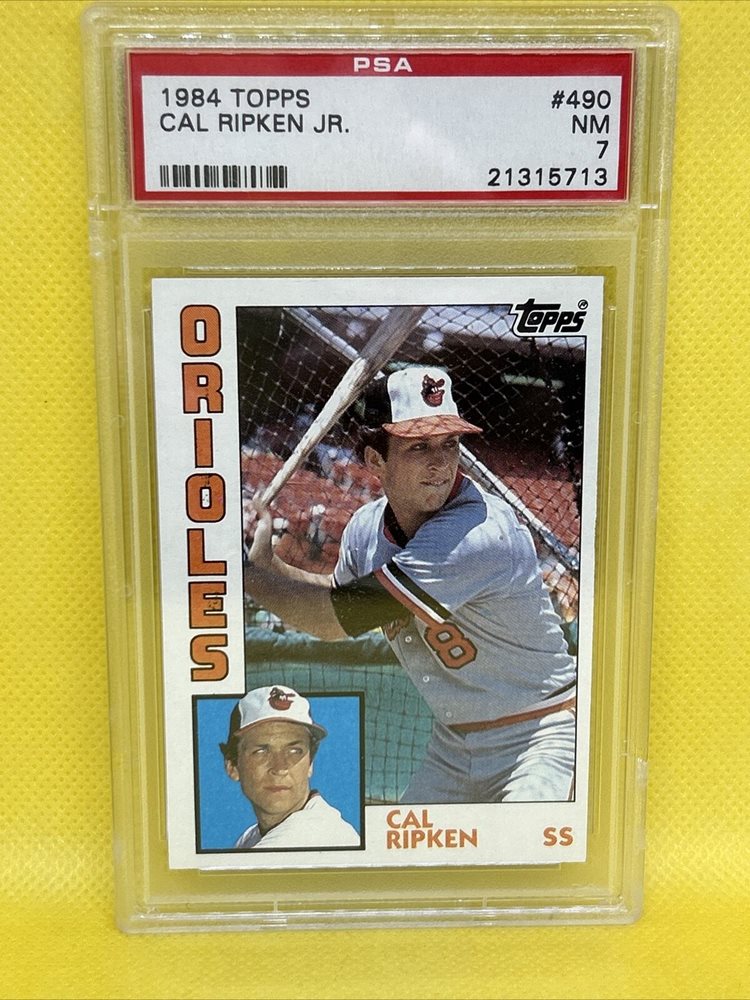 PSA
1984 TOPPS #490
CAL RIPKEN JR. NM
7
21315713
topps®
ORIOLES
8
CAL
RIPKEN SS